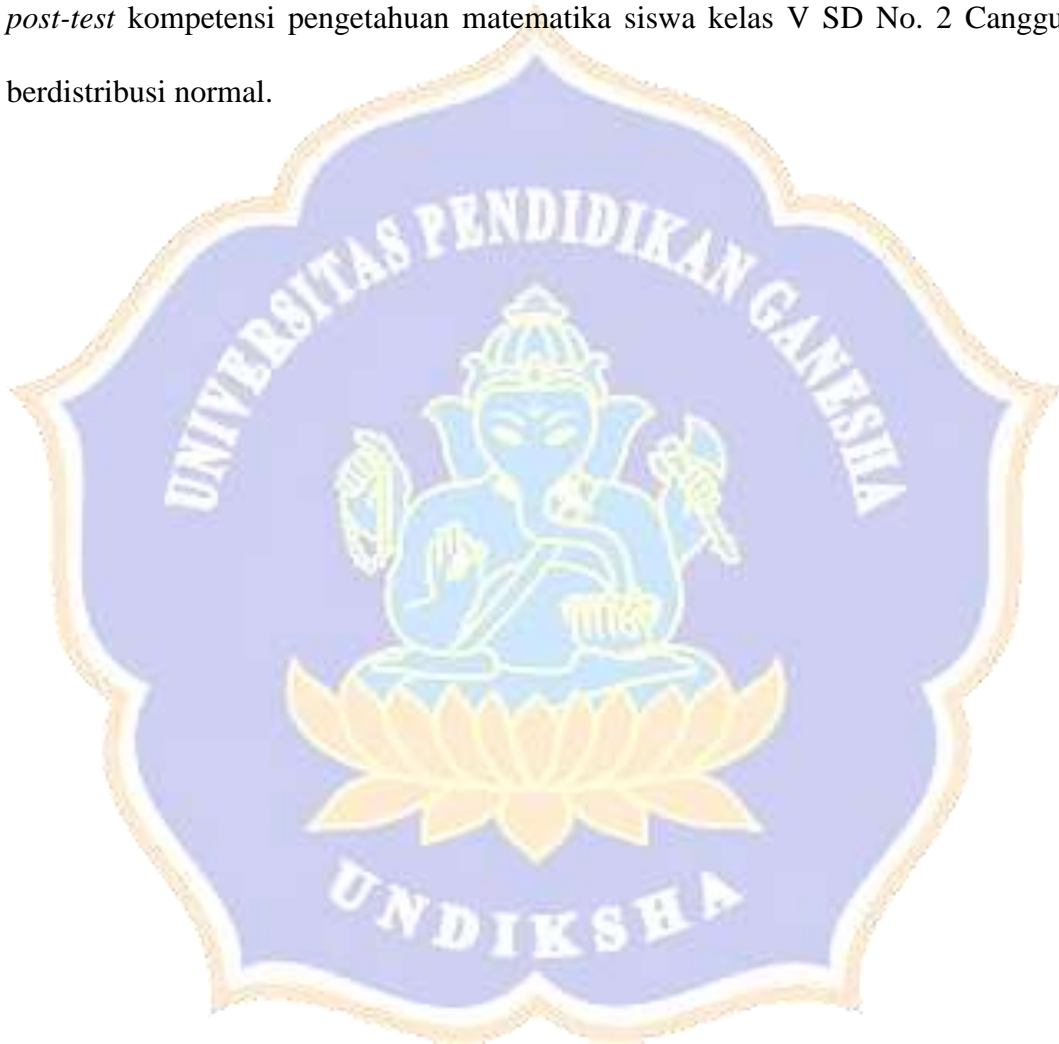 post-test kompetensi pengetahuan matematika siswa kelas V SD No. 2 Canggu
berdistribusi normal.
UNIVERSITAS PENDIDIKAN GANESHA
UNDIKSHA